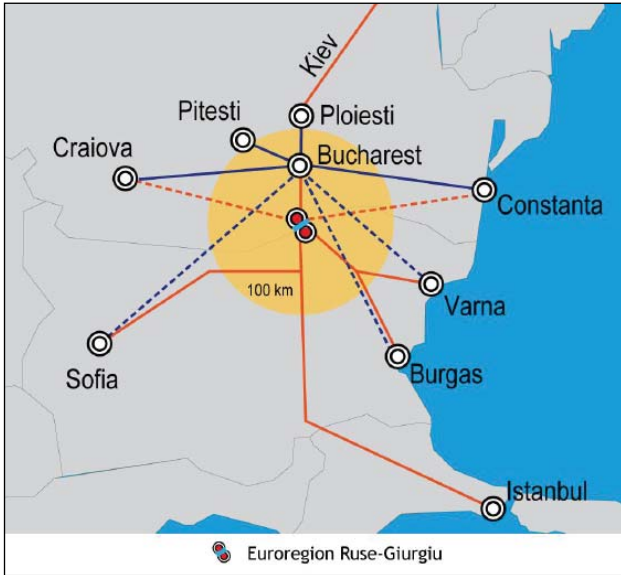 Kiev
Pitesti
Ploiesti
Craiova
Bucharest
Constanta
100 km
Varna
Sofia
Burgas
Istanbul
Euroregion Ruse-Giurgiu